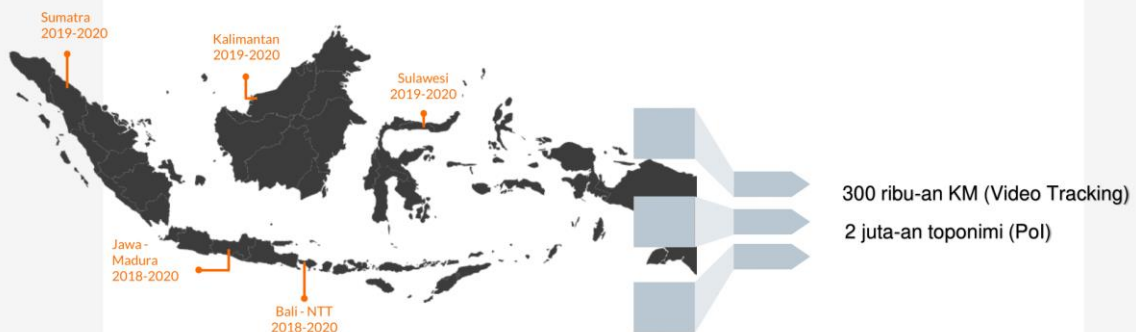 Sumatra
2019-2020
Kalimantan
2019-2020
Sulawesi
2019-2020
300 ribu-an KM (Video Tracking)
2 juta-an toponimi (PoI)
Jawa -
Madura
2018-2020
Bali - NTT
2018-2020